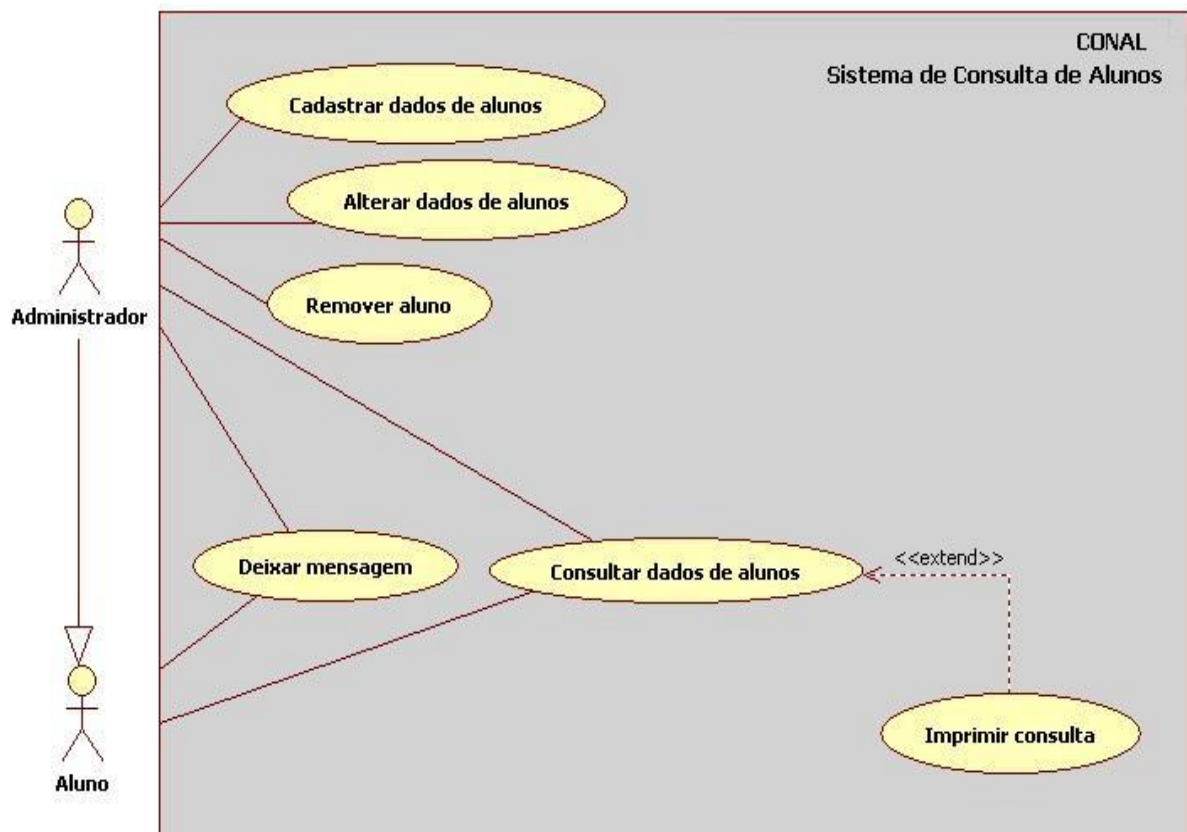 CONAL
Sistema de Consulta de Alunos
Cadastrar dados de alunos
Alterar dados de alunos
Remover aluno
Administrador
Deixar mensagem
Consultar dados de alunos
<<extend>>
Imprimir consulta
Aluno